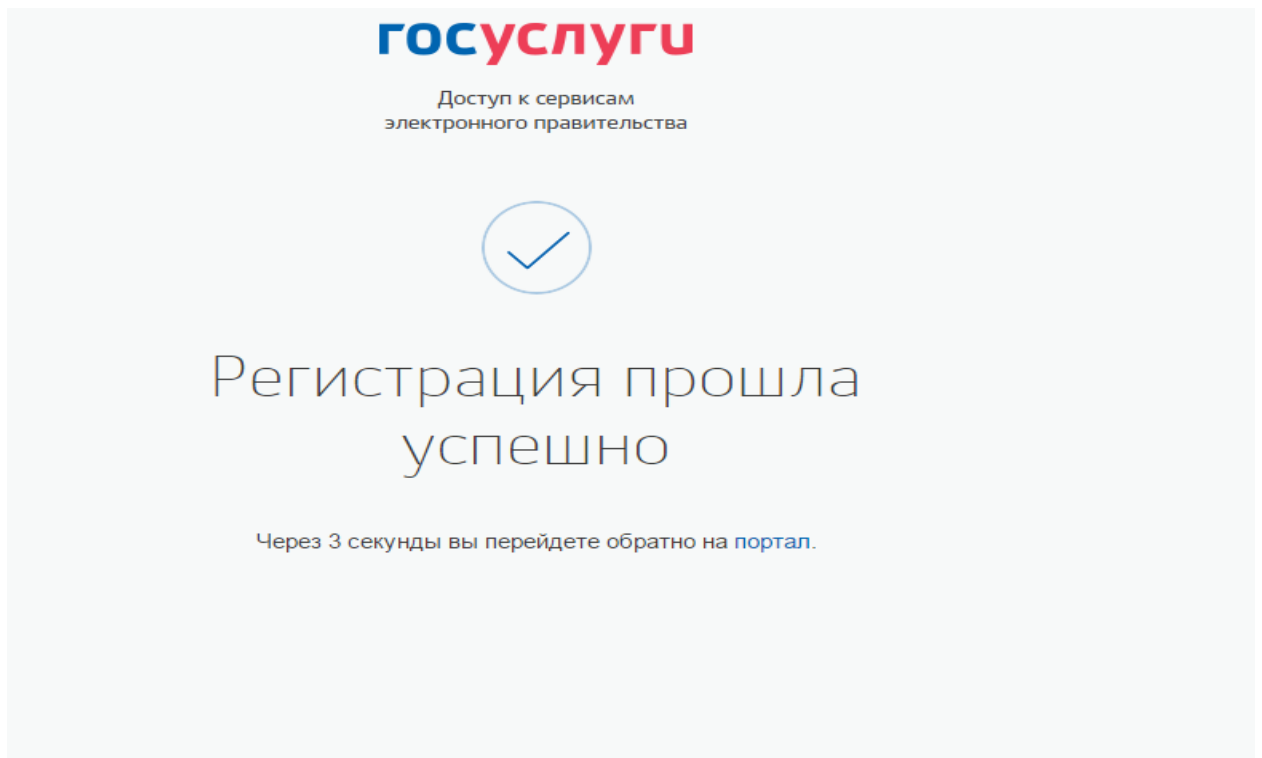 госуслуги
Доступ к сервисам
электронного правительства
Регистрация прошла
успешно
Через 3 секунды вы перейдете обратно на портал.